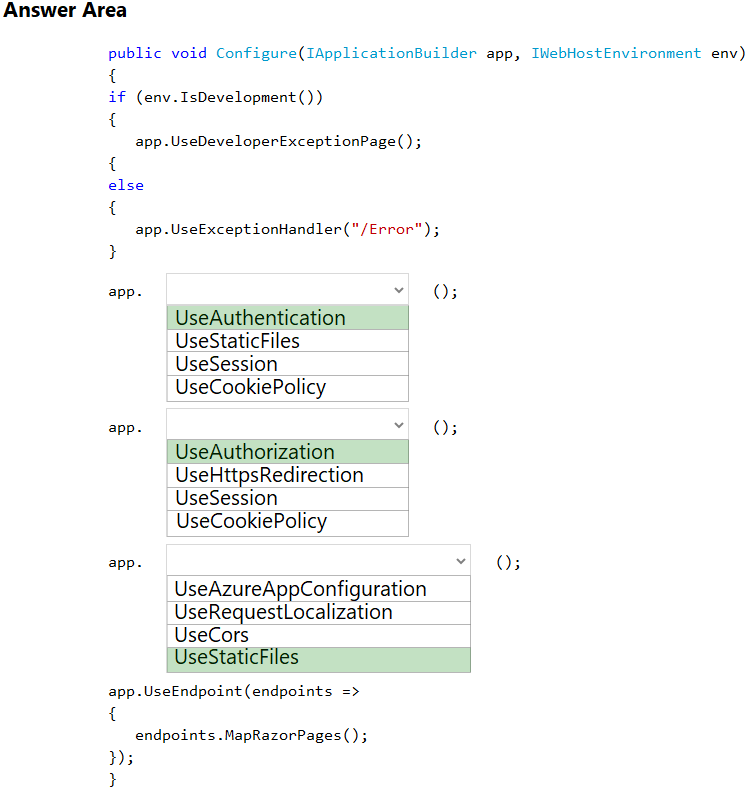 Answer Area
public void Configure(IApplicationBuilder app, IWebHostEnvironment env)
{
if (env.IsDevelopment())
{
app.UseDeveloperExceptionPage();
{
else
{
app.UseExceptionHandler("/Error");
}
app. ();
UseAuthentication
UseStaticFiles
UseSession
UseCookiePolicy
app. ();
UseAuthorization
UseHttpsRedirection
UseSession
UseCookiePolicy
app. ();
UseAzureAppConfiguration
UseRequestLocalization
UseCors
UseStaticFiles
app.UseEndpoint(endpoints =>
{
endpoints.MapRazorPages();
});
}